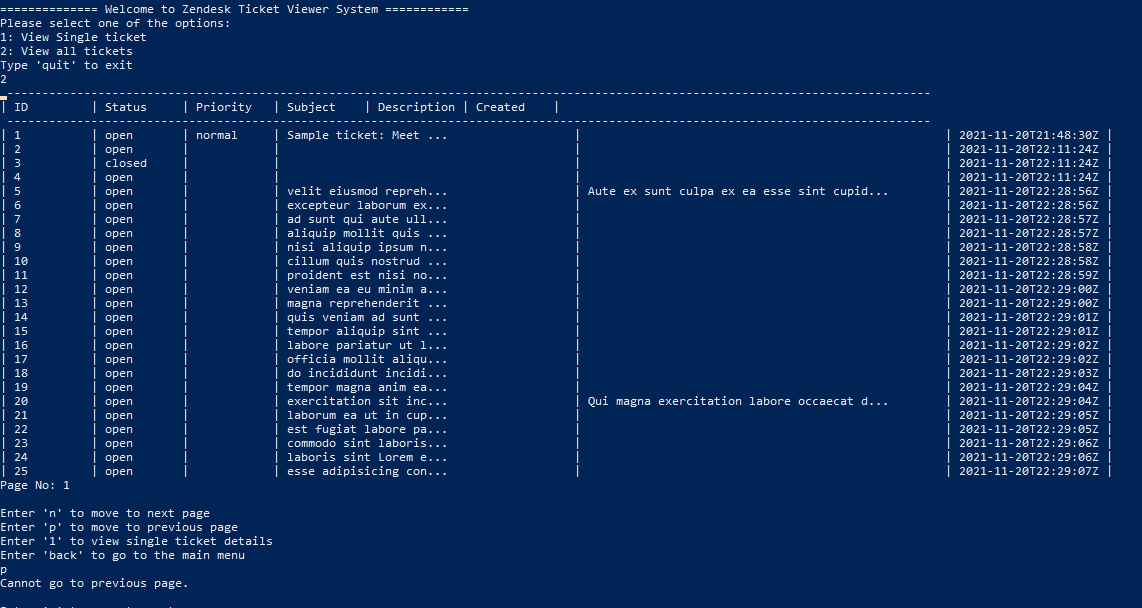 ============== Welcome to Zendesk Ticket Viewer System ============
Please select one of the options:
1: View Single ticket
2: View all tickets
Type 'quit' to exit
2
------------------------------------------------------------------------------------------------------------------------------------
| ID | Status | Priority | Subject | Description | Created |
------------------------------------------------------------------------------------------------------------------------------------
| 1 | open | normal | Sample ticket: Meet ... | | 2021-11-20T21:48:30Z |
| 2 | open | | | | 2021-11-20T22:11:24Z |
| 3 | closed | | | | 2021-11-20T22:11:24Z |
| 4 | open | | | | 2021-11-20T22:11:24Z |
| 5 | open | | velit eiusmod repreh... | Aute ex sunt culpa ex ea esse sint cupid... | 2021-11-20T22:28:56Z |
| 6 | open | | excepteur laborum ex... | | 2021-11-20T22:28:56Z |
| 7 | open | | ad sunt qui aute ull... | | 2021-11-20T22:28:57Z |
| 8 | open | | aliquip mollit quis ... | | 2021-11-20T22:28:57Z |
| 9 | open | | nisi aliquip ipsum n... | | 2021-11-20T22:28:58Z |
| 10 | open | | cillum quis nostrud ... | | 2021-11-20T22:28:58Z |
| 11 | open | | proident est nisi no... | | 2021-11-20T22:28:59Z |
| 12 | open | | veniam ea eu minim a... | | 2021-11-20T22:29:00Z |
| 13 | open | | magna reprehenderit ... | | 2021-11-20T22:29:00Z |
| 14 | open | | quis veniam ad sunt ... | | 2021-11-20T22:29:01Z |
| 15 | open | | tempor aliquip sint ... | | 2021-11-20T22:29:01Z |
| 16 | open | | labore pariatur ut l... | | 2021-11-20T22:29:02Z |
| 17 | open | | officia mollit aliqu... | | 2021-11-20T22:29:02Z |
| 18 | open | | do incididunt incidi... | | 2021-11-20T22:29:03Z |
| 19 | open | | tempor magna anim ea... | | 2021-11-20T22:29:04Z |
| 20 | open | | exercitation sit inc... | Qui magna exercitation labore occaecat d... | 2021-11-20T22:29:04Z |
| 21 | open | | laborum ea ut in cup... | | 2021-11-20T22:29:05Z |
| 22 | open | | est fugiat labore pa... | | 2021-11-20T22:29:05Z |
| 23 | open | | commodo sint laboris... | | 2021-11-20T22:29:06Z |
| 24 | open | | laboris sint Lorem e... | | 2021-11-20T22:29:06Z |
| 25 | open | | esse adipisicing con... | | 2021-11-20T22:29:07Z |
Page No: 1
Enter 'n' to move to next page
Enter 'p' to move to previous page
Enter '1' to view single ticket details
Enter 'back' to go to the main menu
p
Cannot go to previous page.